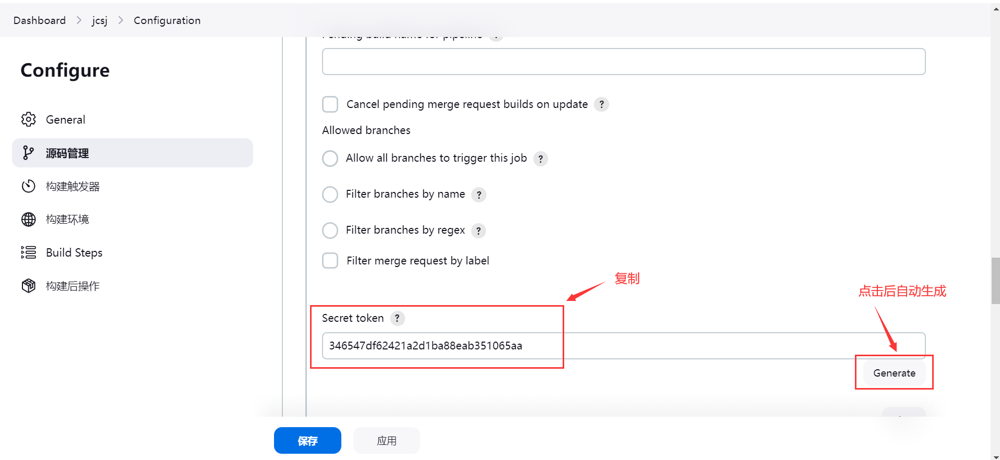 Dashboard > jcsj > Configuration
Pending build name for pipeline ?
Configure
General
源码管理
构建触发器
构建环境
Build Steps
构建后操作
Cancel pending merge request builds on update ?
Allowed branches
Allow all branches to trigger this job ?
Filter branches by name ?
Filter branches by regex ?
Filter merge request by label
复制
点击后自动生成
Secret token ?
346547df62421a2d1ba88eab351065aa
Generate
保存
应用